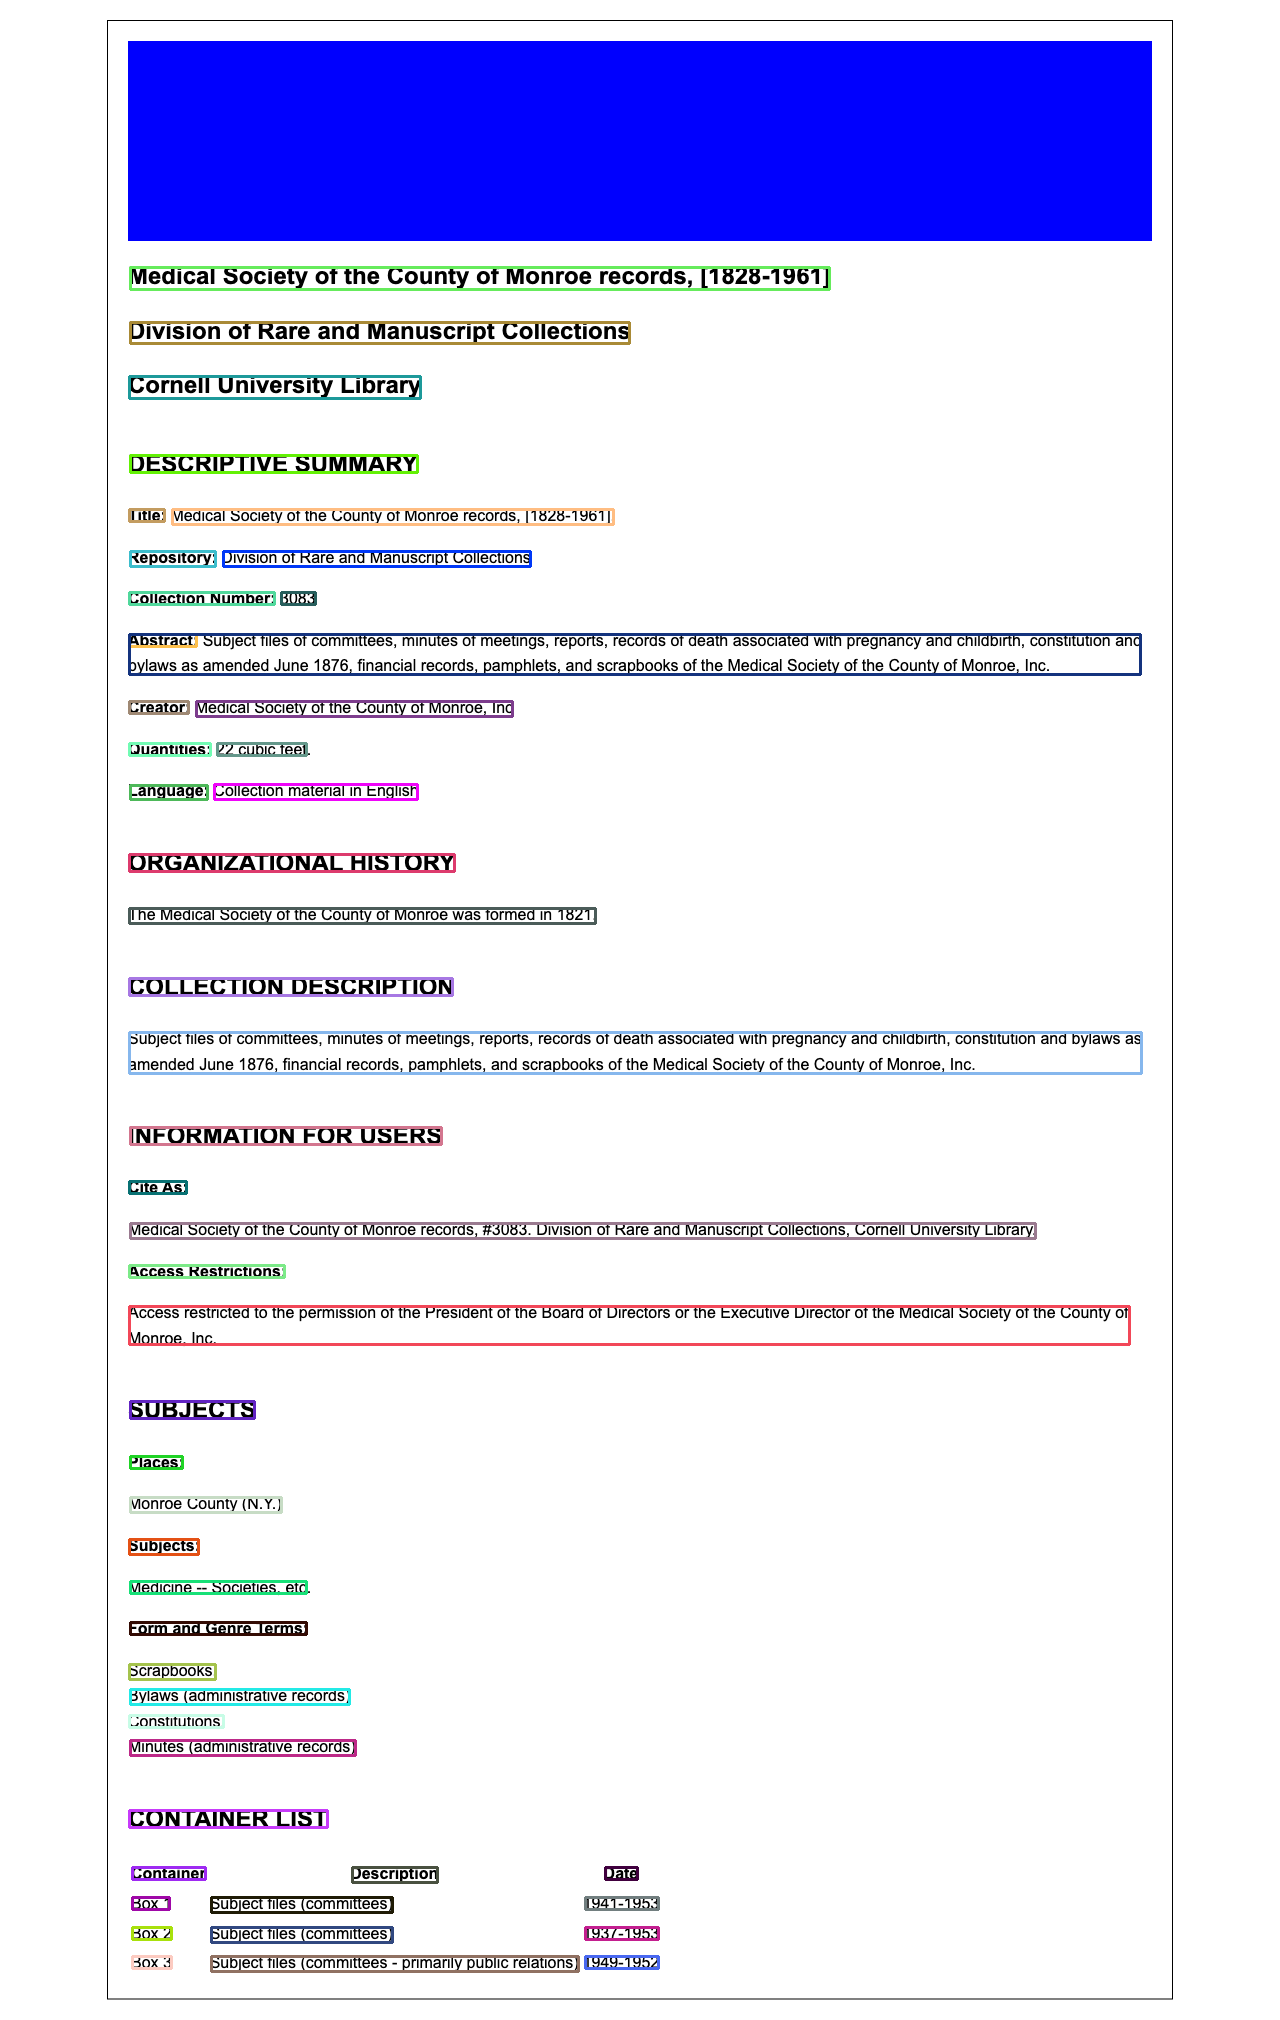 Medical Society of the County of Monroe records, [1828-1961]
Division of Rare and Manuscript Collections
Cornell University Library
DESCRIPTIVE SUMMARY
Title: Medical Society of the County of Monroe records, [1828-1961]
Repository: Division of Rare and Manuscript Collections
Collection Number: 3083
Abstract: Subject files of committees, minutes of meetings, reports, records of death associated with pregnancy and childbirth, constitution and
bylaws as amended June 1876, financial records, pamphlets, and scrapbooks of the Medical Society of the County of Monroe, Inc.
Creator: Medical Society of the County of Monroe, Inc
Quantities: 22 cubic feet.
Language: Collection material in English
ORGANIZATIONAL HISTORY
The Medical Society of the County of Monroe was formed in 1821.
COLLECTION DESCRIPTION
Subject files of committees, minutes of meetings, reports, records of death associated with pregnancy and childbirth, constitution and bylaws as
amended June 1876, financial records, pamphlets, and scrapbooks of the Medical Society of the County of Monroe, Inc.
INFORMATION FOR USERS
Cite As:
Medical Society of the County of Monroe records, #3083. Division of Rare and Manuscript Collections, Cornell University Library.
Access Restrictions:
Access restricted to the permission of the President of the Board of Directors or the Executive Director of the Medical Society of the County of
Monroe, Inc.
SUBJECTS
Places:
Monroe County (N.Y.)
Subjects:
Medicine -- Societies, etc.
Form and Genre Terms:
Scrapbooks
Bylaws (administrative records)
Constitutions
Minutes (administrative records)
CONTAINER LIST
Container Description Date
Box 1 Subject files (committees) 1941-1953
Box 2 Subject files (committees) 1937-1953
Box 3 Subject files (committees - primarily public relations) 1949-1952